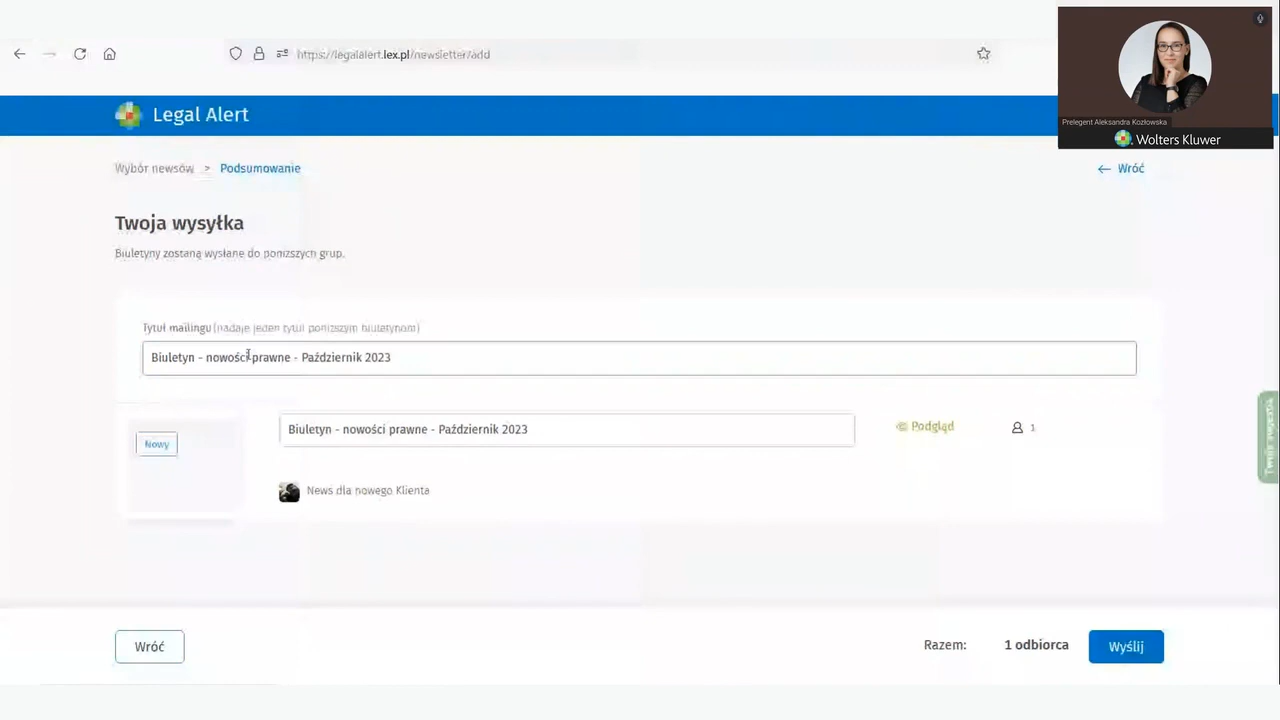 https://legalalert.lex.pl/newsletter/add
Prelegent Aleksandra Kozłowska
Wolters Kluwer
Legal Alert
Wybór newsów > Podsumowanie
Wróć
Twoja wysyłka
Biuletyny zostaną wysłane do poniższych grup.
Tytuł mailingu (nadaje jeden tytuł poniższym biuletynom)
Biuletyn - nowości prawne - Październik 2023
Nowy
Biuletyn - nowości prawne - Październik 2023
Podgląd
1
News dla nowego Klienta
Wróć
Razem:
1 odbiorca
Wyślij